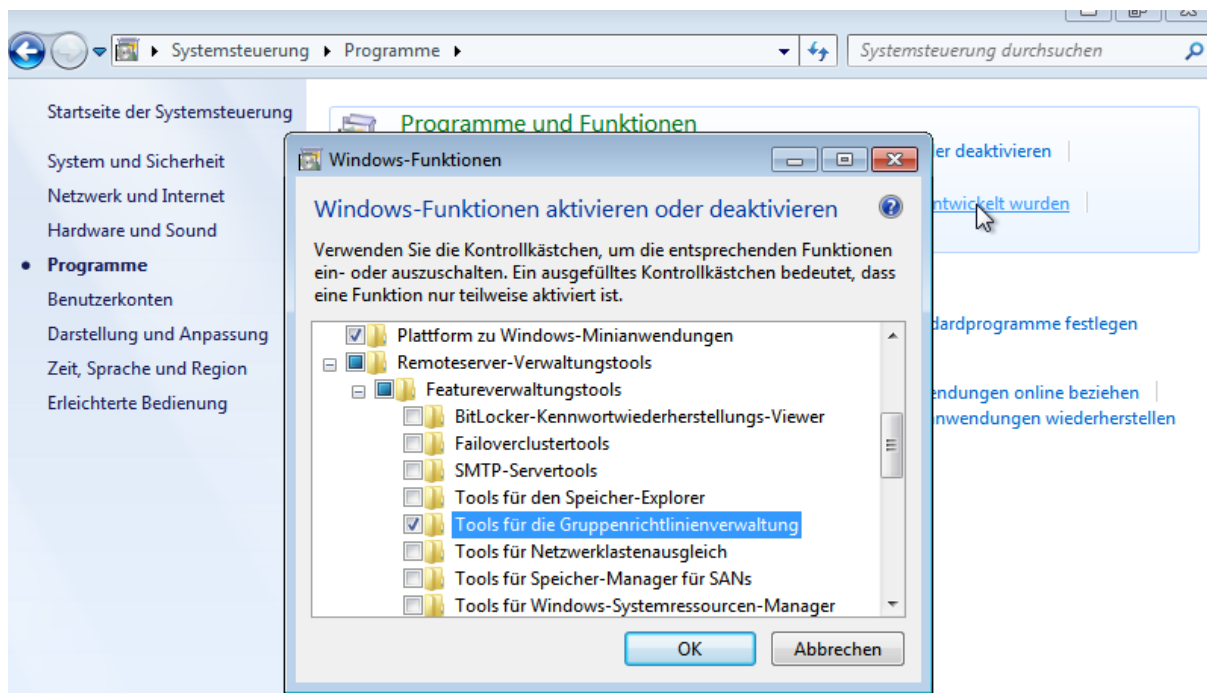 Systemsteuerung ▸ Programme ▸
Systemsteuerung durchsuchen
Startseite der Systemsteuerung
System und Sicherheit
Netzwerk und Internet
Hardware und Sound
Programme
Benutzerkonten
Darstellung und Anpassung
Zeit, Sprache und Region
Erleichterte Bedienung
Programme und Funktionen
deaktivieren
wurden
festlegen
online beziehen
wiederherstellen
Windows-Funktionen
Windows-Funktionen aktivieren oder deaktivieren
Verwenden Sie die Kontrollkästchen, um die entsprechenden Funktionen
ein- oder auszuschalten. Ein ausgefülltes Kontrollkästchen bedeutet, dass
eine Funktion nur teilweise aktiviert ist.
Plattform zu Windows-Minianwendungen
Remoteserver-Verwaltungstools
Featureverwaltungstools
BitLocker-Kennwortwiederherstellungs-Viewer
Failoverclustertools
SMTP-Servertools
Tools für den Speicher-Explorer
Tools für die Gruppenrichtlinienverwaltung
Tools für Netzwerklastenausgleich
Tools für Speicher-Manager für SANs
Tools für Windows-Systemressourcen-Manager
OK
Abbrechen